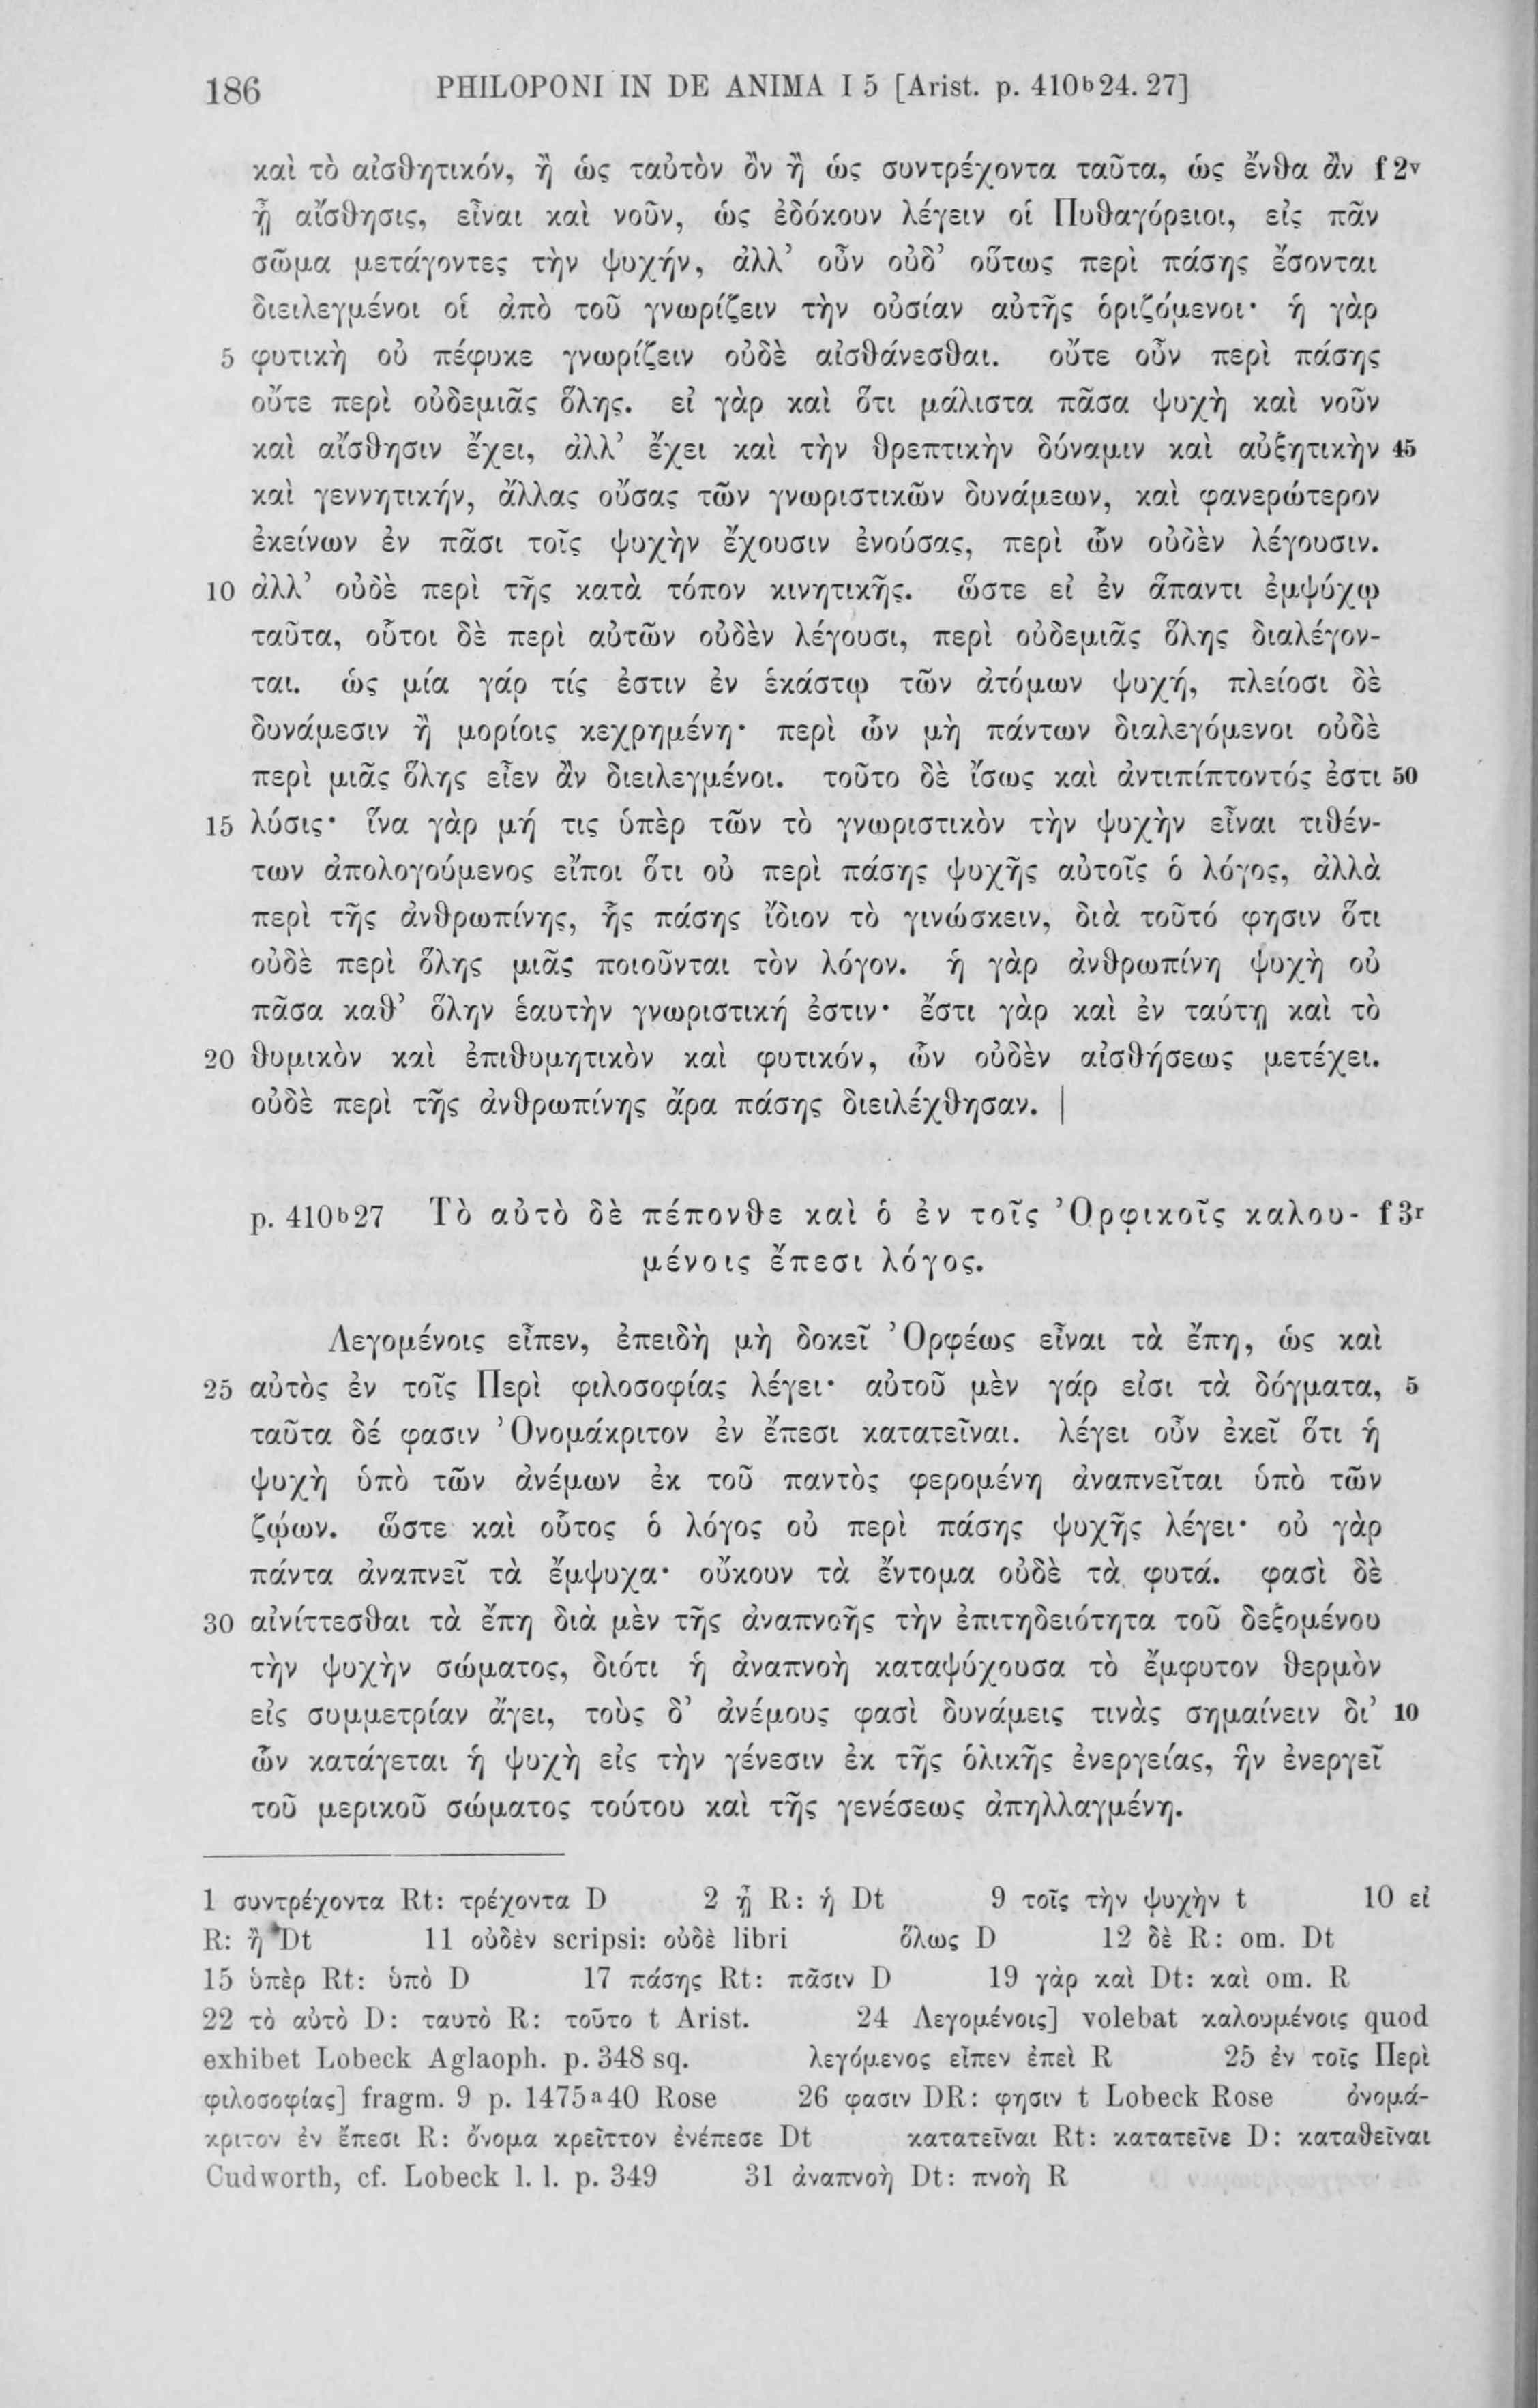 186 PHILOPONI IN DE ANIMA I 5 [Arist. p. 410b24. 27]
καὶ τὸ αἰσθητικόν, ἢ ὡς ταὐτὸν ὂν ἢ ὡς συντρέχοντα ταῦτα, ὡς ἔνθα ἂν f 2v
ᾖ αἴσθησις, εἶναι καὶ νοῦν, ὡς ἐδόκουν λέγειν οἱ Πυθαγόρειοι, εἰς πᾶν
σῶμα μετάγοντες τὴν ψυχήν, ἀλλ’ οὖν οὐδ’ οὕτως περὶ πάσης ἔσονται
διειλεγμένοι οἱ ἀπὸ τοῦ γνωρίζειν τὴν οὐσίαν αὐτῆς ὁριζόμενοι· ἡ γὰρ
5 φυτικὴ οὐ πέφυκε γνωρίζειν οὐδὲ αἰσθάνεσθαι. οὔτε οὖν περὶ πάσης
οὔτε περὶ οὐδεμιᾶς ὅλης. εἰ γὰρ καὶ ὅτι μάλιστα πᾶσα ψυχὴ καὶ νοῦν
καὶ αἴσθησιν ἔχει, ἀλλ’ ἔχει καὶ τὴν θρεπτικὴν δύναμιν καὶ αὐξητικὴν 45
καὶ γεννητικήν, ἄλλας οὔσας τῶν γνωριστικῶν δυνάμεων, καὶ φανερώτερον
ἐκείνων ἐν πᾶσι τοῖς ψυχὴν ἔχουσιν ἐνούσας, περὶ ὧν οὐδὲν λέγουσιν.
10 ἀλλ’ οὐδὲ περὶ τῆς κατὰ τόπον κινητικῆς. ὥστε εἰ ἐν ἅπαντι ἐμψύχῳ
ταῦτα, οὗτοι δὲ περὶ αὐτῶν οὐδὲν λέγουσι, περὶ οὐδεμιᾶς ὅλης διαλέγον-
ται. ὡς μία γάρ τίς ἐστιν ἐν ἑκάστῳ τῶν ἀτόμων ψυχή, πλείοσι δὲ
δυνάμεσιν ἢ μορίοις κεχρημένη· περὶ ὧν μὴ πάντων διαλεγόμενοι οὐδὲ
περὶ μιᾶς ὅλης εἶεν ἂν διειλεγμένοι. τοῦτο δὲ ἴσως καὶ ἀντιπίπτοντός ἐστι 50
15 λύσις· ἵνα γὰρ μή τις ὑπὲρ τῶν τὸ γνωριστικὸν τὴν ψυχὴν εἶναι τιθέν-
των ἀπολογούμενος εἴποι ὅτι οὐ περὶ πάσης ψυχῆς αὐτοῖς ὁ λόγος, ἀλλὰ
περὶ τῆς ἀνθρωπίνης, ἧς πάσης ἴδιον τὸ γινώσκειν, διὰ τοῦτό φησιν ὅτι
οὐδὲ περὶ ὅλης μιᾶς ποιοῦνται τὸν λόγον. ἡ γὰρ ἀνθρωπίνη ψυχὴ οὐ
πᾶσα καθ’ ὅλην ἑαυτὴν γνωριστική ἐστιν· ἔστι γὰρ καὶ ἐν ταύτῃ καὶ τὸ
20 θυμικὸν καὶ ἐπιθυμητικὸν καὶ φυτικόν, ὧν οὐδὲν αἰσθήσεως μετέχει.
οὐδὲ περὶ τῆς ἀνθρωπίνης ἄρα πάσης διειλέχθησαν. |
p. 410b27 Τὸ αὐτὸ δὲ πέπονθε καὶ ὁ ἐν τοῖς Ὀρφικοῖς καλου- f 3r
μένοις ἔπεσι λόγος.
Λεγομένοις εἶπεν, ἐπειδὴ μὴ δοκεῖ Ὀρφέως εἶναι τὰ ἔπη, ὡς καὶ
25 αὐτὸς ἐν τοῖς Περὶ φιλοσοφίας λέγει· αὐτοῦ μὲν γάρ εἰσι τὰ δόγματα, 5
ταῦτα δέ φασιν Ὀνομάκριτον ἐν ἔπεσι κατατεῖναι. λέγει οὖν ἐκεῖ ὅτι ἡ
ψυχὴ ὑπὸ τῶν ἀνέμων ἐκ τοῦ παντὸς φερομένη ἀναπνεῖται ὑπὸ τῶν
ζῴων. ὥστε καὶ οὗτος ὁ λόγος οὐ περὶ πάσης ψυχῆς λέγει· οὐ γὰρ
πάντα ἀναπνεῖ τὰ ἔμψυχα· οὔκουν τὰ ἔντομα οὐδὲ τὰ φυτά. φασὶ δὲ
30 αἰνίττεσθαι τὰ ἔπη διὰ μὲν τῆς ἀναπνοῆς τὴν ἐπιτηδειότητα τοῦ δεξομένου
τὴν ψυχὴν σώματος, διότι ἡ ἀναπνοὴ καταψύχουσα τὸ ἔμφυτον θερμὸν
εἰς συμμετρίαν ἄγει, τοὺς δ’ ἀνέμους φασὶ δυνάμεις τινὰς σημαίνειν δι’ 10
ὧν κατάγεται ἡ ψυχὴ εἰς τὴν γένεσιν ἐκ τῆς ὁλικῆς ἐνεργείας, ἣν ἐνεργεῖ
τοῦ μερικοῦ σώματος τούτου καὶ τῆς γενέσεως ἀπηλλαγμένη.
1 συντρέχοντα Rt: τρέχοντα D 2 ᾖ R: ἡ Dt 9 τοῖς τὴν ψυχὴν t 10 εἰ
R: ἢ Dt 11 οὐδὲν scripsi: οὐδὲ libri ὅλως D 12 δὲ R: om. Dt
15 ὑπὲρ Rt: ὑπὸ D 17 πάσης Rt: πᾶσιν D 19 γὰρ καὶ Dt: καὶ om. R
22 τὸ αὐτὸ D: ταυτὸ R: τοῦτο t Arist. 24 Λεγομένοις] volebat καλουμένοις quod
exhibet Lobeck Aglaoph. p. 348 sq. λεγόμενος εἶπεν ἐπεὶ R 25 ἐν τοῖς Περὶ
φιλοσοφίας] fragm. 9 p. 1475a40 Rose 26 φασιν DR: φησιν t Lobeck Rose ὀνομά-
κριτον ἐν ἔπεσι R: ὄνομα κρεῖττον ἐνέπεσε Dt κατατεῖναι Rt: κατατεῖνε D: καταθεῖναι
Cudworth, cf. Lobeck l. l. p. 349 31 ἀναπνοὴ Dt: πνοὴ R